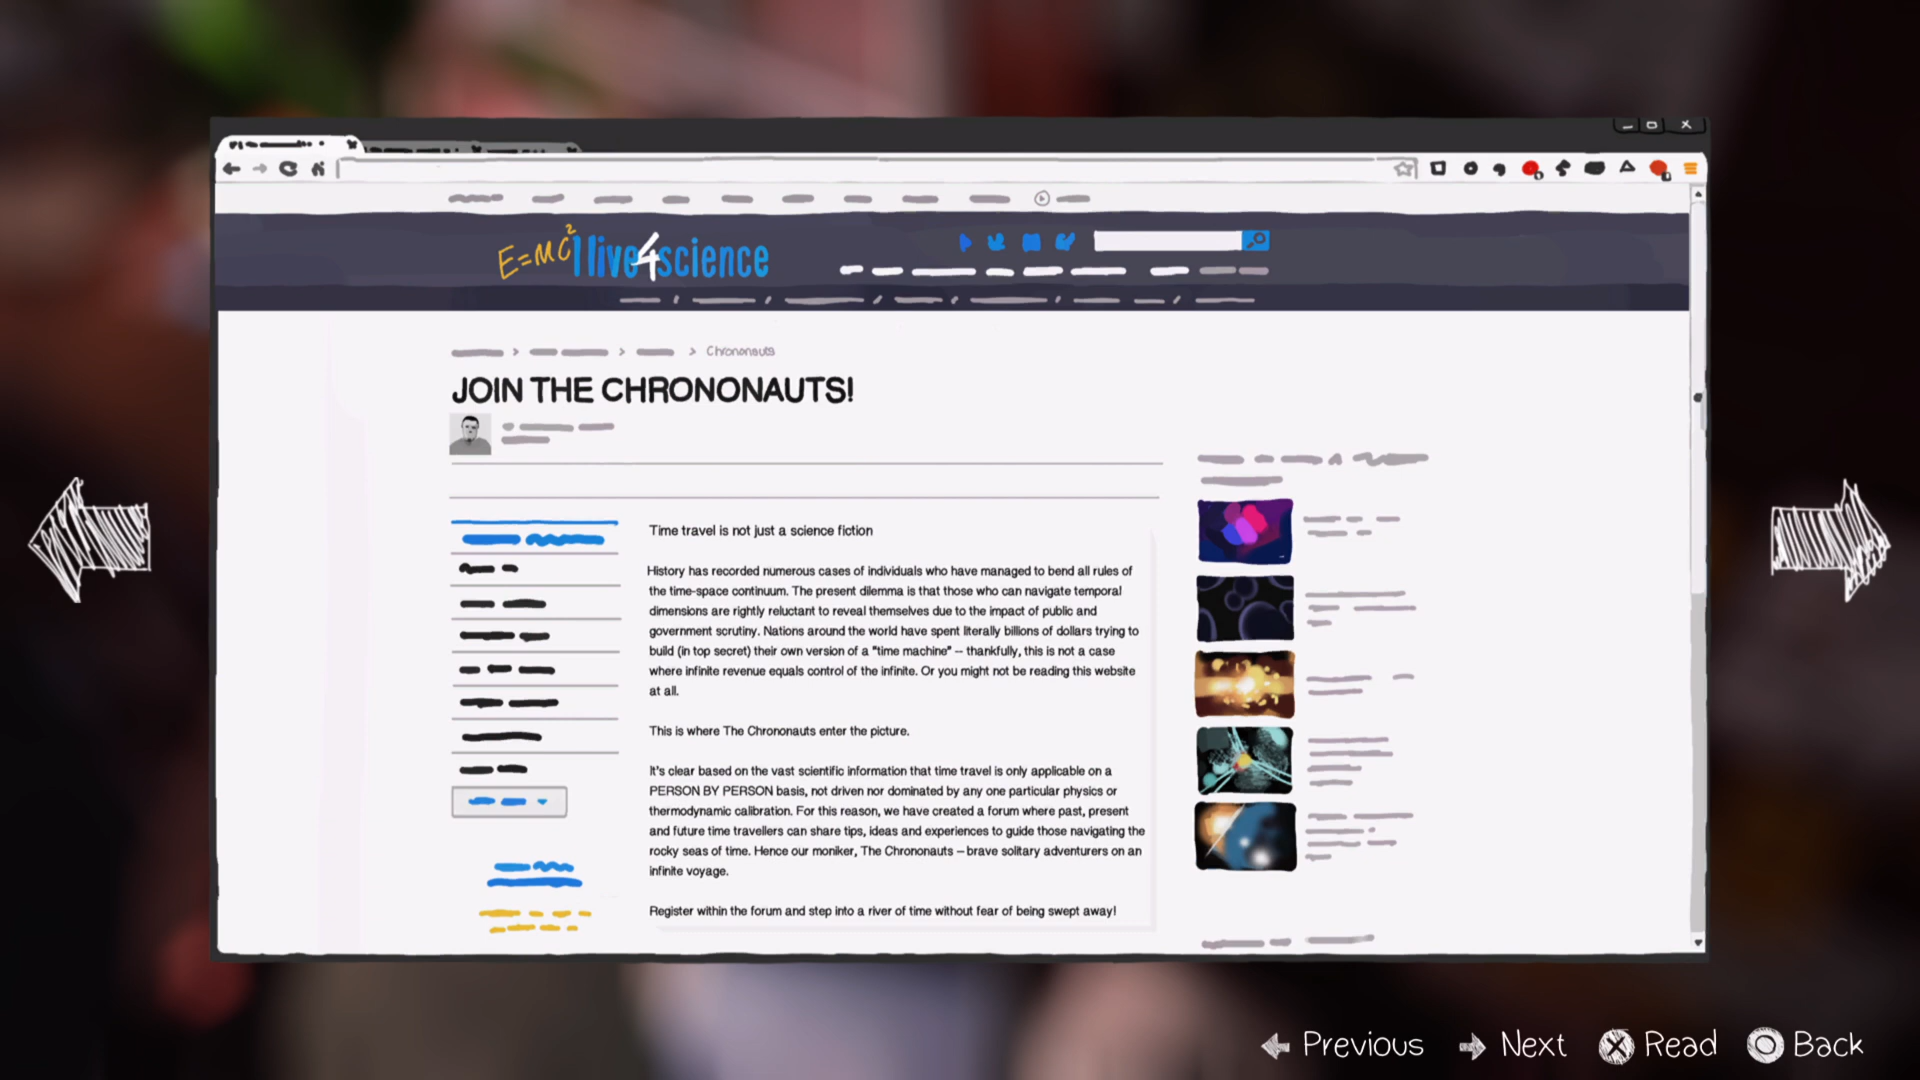 E=MC² I live4science
Chrononauts
JOIN THE CHRONONAUTS!
Time travel is not just a science fiction
History has recorded numerous cases of individuals who have managed to bend all rules of
the time-space continuum. The present dilemma is that those who can navigate temporal
dimensions are rightly reluctant to reveal themselves due to the impact of public and
government scrutiny. Nations around the world have spent literally billions of dollars trying to
build (in top secret) their own version of a "time machine" – thankfully, this is not a case
where infinite revenue equals control of the infinite. Or you might not be reading this website
at all.
This is where The Chrononauts enter the picture.
It's clear based on the vast scientific information that time travel is only applicable on a
PERSON BY PERSON basis, not driven nor dominated by any one particular physics or
thermodynamic calibration. For this reason, we have created a forum where past, present
and future time travellers can share tips, ideas and experiences to guide those navigating the
rocky seas of time. Hence our moniker, The Chrononauts – brave solitary adventurers on an
infinite voyage.
Register within the forum and step into a river of time without fear of being swept away!
Previous Next Read Back